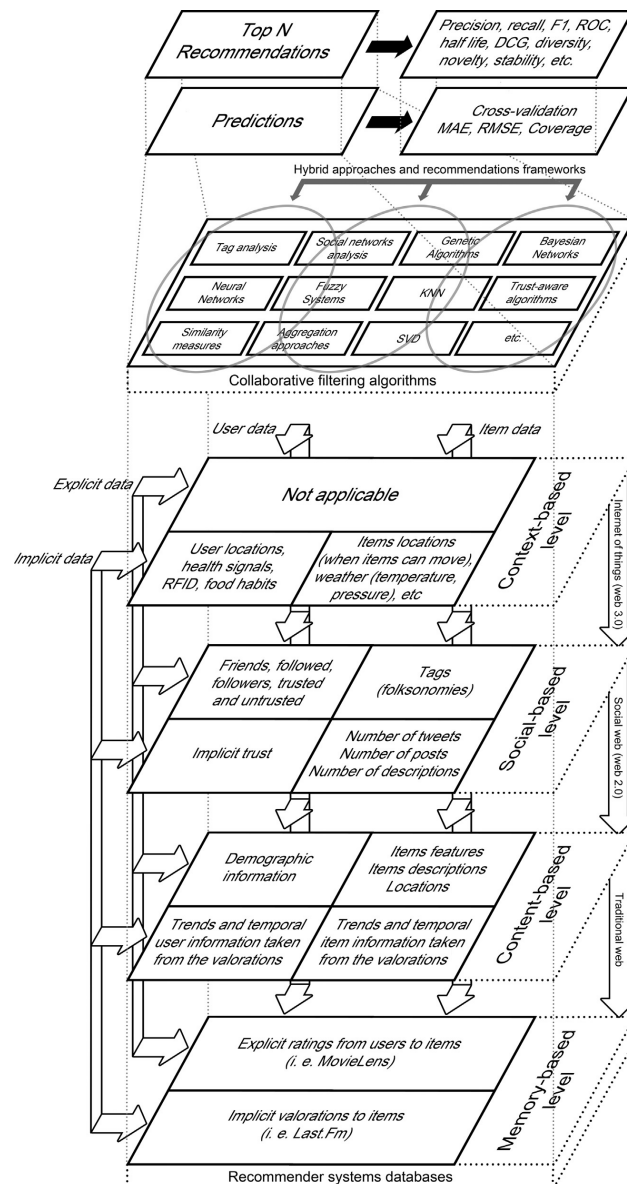 Top N
Recommendations
Precision, recall, F1, ROC,
half life, DCG, diversity,
novelty, stability, etc.
Predictions
Cross-validation
MAE, RMSE, Coverage
Hybrid approaches and recommendations frameworks
Tag analysis
Social networks
analysis
Genetic
Algorithms
Bayesian
Networks
Neural
Networks
Fuzzy
Systems
KNN
Trust-aware
algorithms
Similarity
measures
Aggregation
approaches
SVD
etc.
Collaborative filtering algorithms
User data
Item data
Explicit data
Implicit data
Not applicable
User locations,
health signals,
RFID, food habits
Items locations
(when items can move),
weather (temperature,
pressure), etc
Context-based
level
Internet of things (web 3.0)
Friends, followed,
followers, trusted
and untrusted
Tags
(folksonomies)
Implicit trust
Number of tweets
Number of posts
Number of descriptions
Social-based
level
Social web (web 2.0)
Demographic
information
Items features
Items descriptions
Locations
Trends and temporal
user information taken
from the valorations
Trends and temporal
item information taken
from the valorations
Content-based
level
Traditional web
Explicit ratings from users to items
(i. e. MovieLens)
Implicit valorations to items
(i. e. Last.Fm)
Memory-based
level
Recommender systems databases